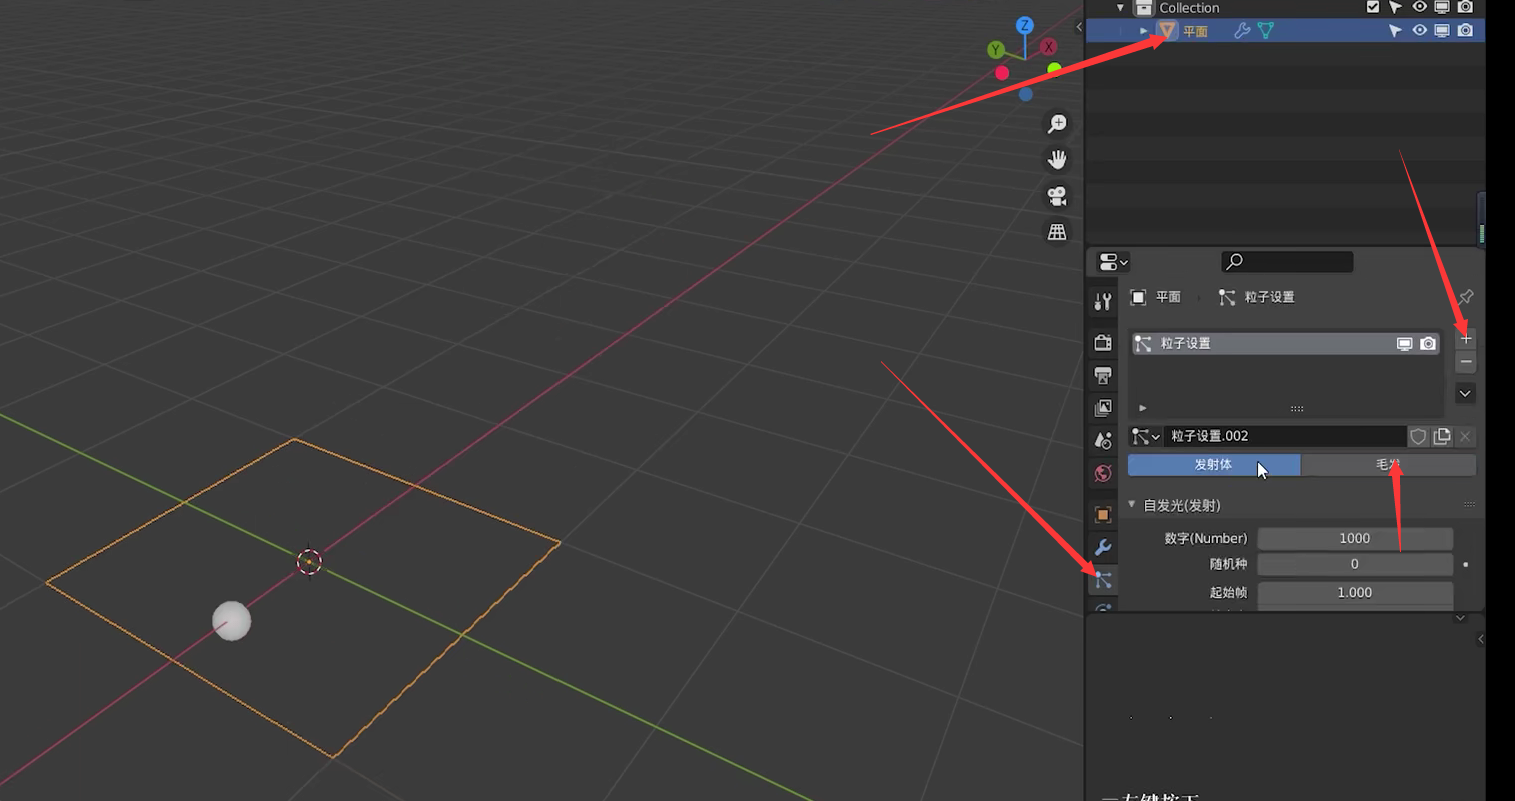 Collection
平面
Z
Y
X
平面
粒子设置
粒子设置
粒子设置.002
发射体
毛发
自发光(发射)
数字(Number)
1000
随机种
0
起始帧
1.000